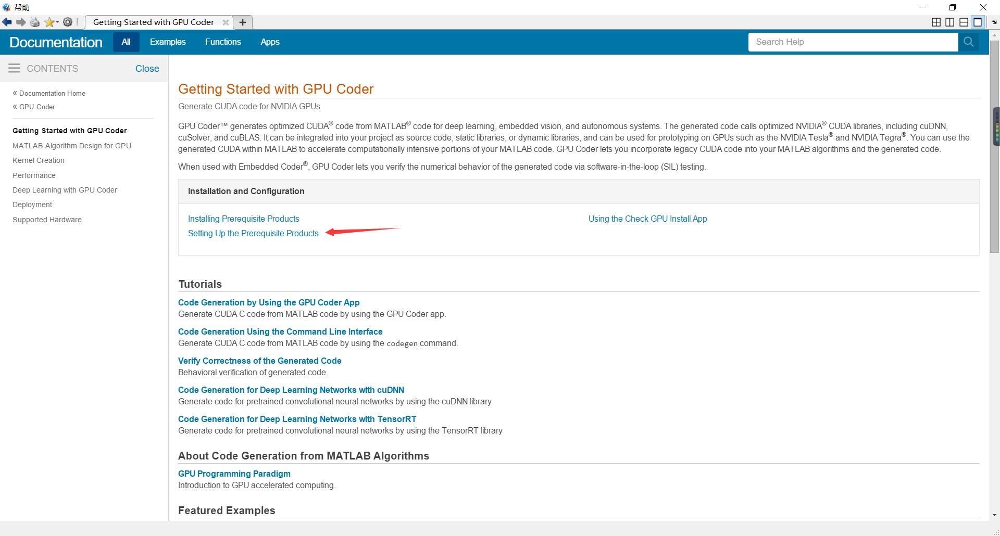 帮助
Getting Started with GPU Coder
Documentation All Examples Functions Apps Search Help
CONTENTS Close
« Documentation Home
« GPU Coder
Getting Started with GPU Coder
MATLAB Algorithm Design for GPU
Kernel Creation
Performance
Deep Learning with GPU Coder
Deployment
Supported Hardware
Getting Started with GPU Coder
Generate CUDA code for NVIDIA GPUs
GPU Coder™ generates optimized CUDA® code from MATLAB® code for deep learning, embedded vision, and autonomous systems. The generated code calls optimized NVIDIA® CUDA libraries, including cuDNN,
cuSolver, and cuBLAS. It can be integrated into your project as source code, static libraries, or dynamic libraries, and can be used for prototyping on GPUs such as the NVIDIA Tesla® and NVIDIA Tegra®. You can use the
generated CUDA within MATLAB to accelerate computationally intensive portions of your MATLAB code. GPU Coder lets you incorporate legacy CUDA code into your MATLAB algorithms and the generated code.
When used with Embedded Coder®, GPU Coder lets you verify the numerical behavior of the generated code via software-in-the-loop (SIL) testing.
Installation and Configuration
Installing Prerequisite Products
Setting Up the Prerequisite Products
Using the Check GPU Install App
Tutorials
Code Generation by Using the GPU Coder App
Generate CUDA C code from MATLAB code by using the GPU Coder app.
Code Generation Using the Command Line Interface
Generate CUDA C code from MATLAB code by using the codegen command.
Verify Correctness of the Generated Code
Behavioral verification of generated code.
Code Generation for Deep Learning Networks with cuDNN
Generate code for pretrained convolutional neural networks by using the cuDNN library
Code Generation for Deep Learning Networks with TensorRT
Generate code for pretrained convolutional neural networks by using the TensorRT library
About Code Generation from MATLAB Algorithms
GPU Programming Paradigm
Introduction to GPU accelerated computing.
Featured Examples